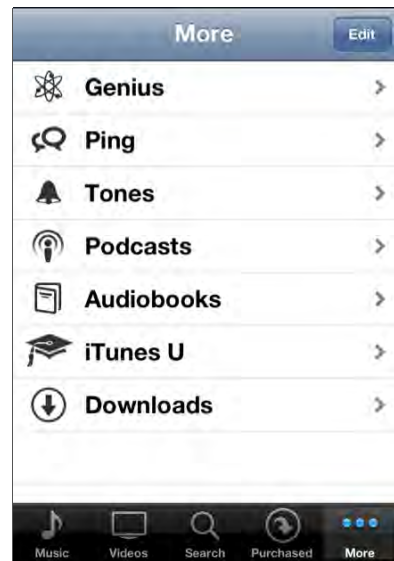 More Edit
Genius
Ping
Tones
Podcasts
Audiobooks
iTunes U
Downloads
Music Videos Search Purchased More